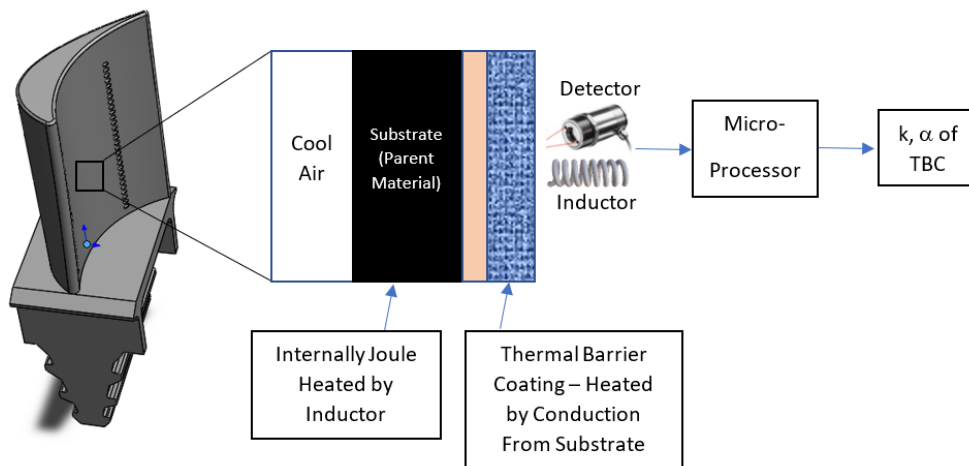 Cool
Air
Substrate
(Parent
Material)
Detector
Inductor
Micro-
Processor
k, α of
TBC
Internally Joule
Heated by
Inductor
Thermal Barrier
Coating – Heated
by Conduction
From Substrate